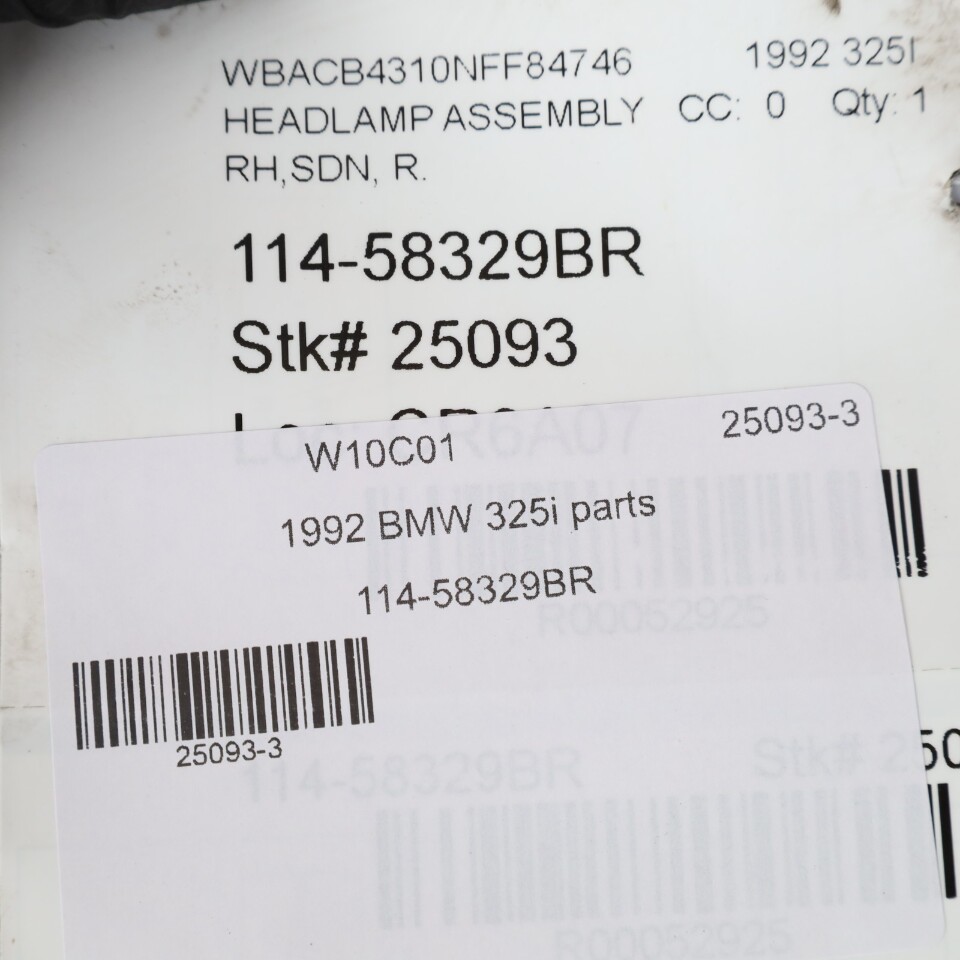 WBACB4310NFF84746 1992 325I
HEADLAMP ASSEMBLY CC: 0 Qty: 1
RH,SDN, R.
114-58329BR
Stk# 25093
W10C01 25093-3
1992 BMW 325i parts
114-58329BR
R00052925
25093-3
114-58329BR Stk#
R00052925